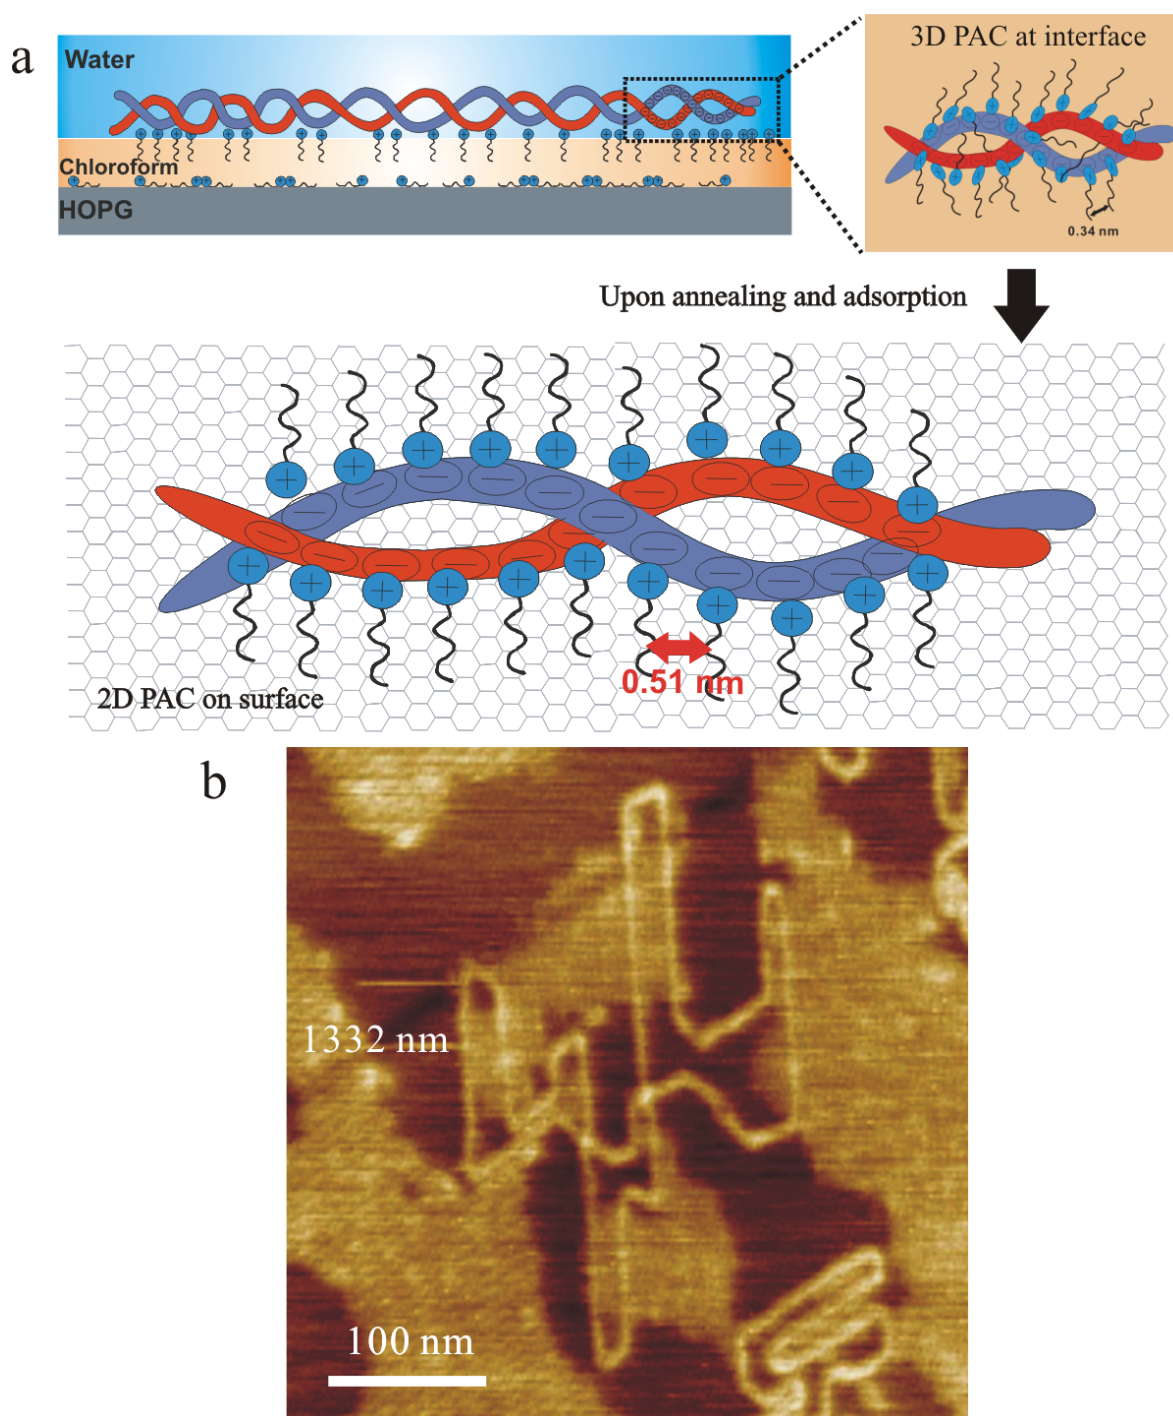 a
Water
Chloroform
HOPG
3D PAC at interface
0.34 nm
Upon annealing and adsorption
0.51 nm
2D PAC on surface
b
1332 nm
100 nm